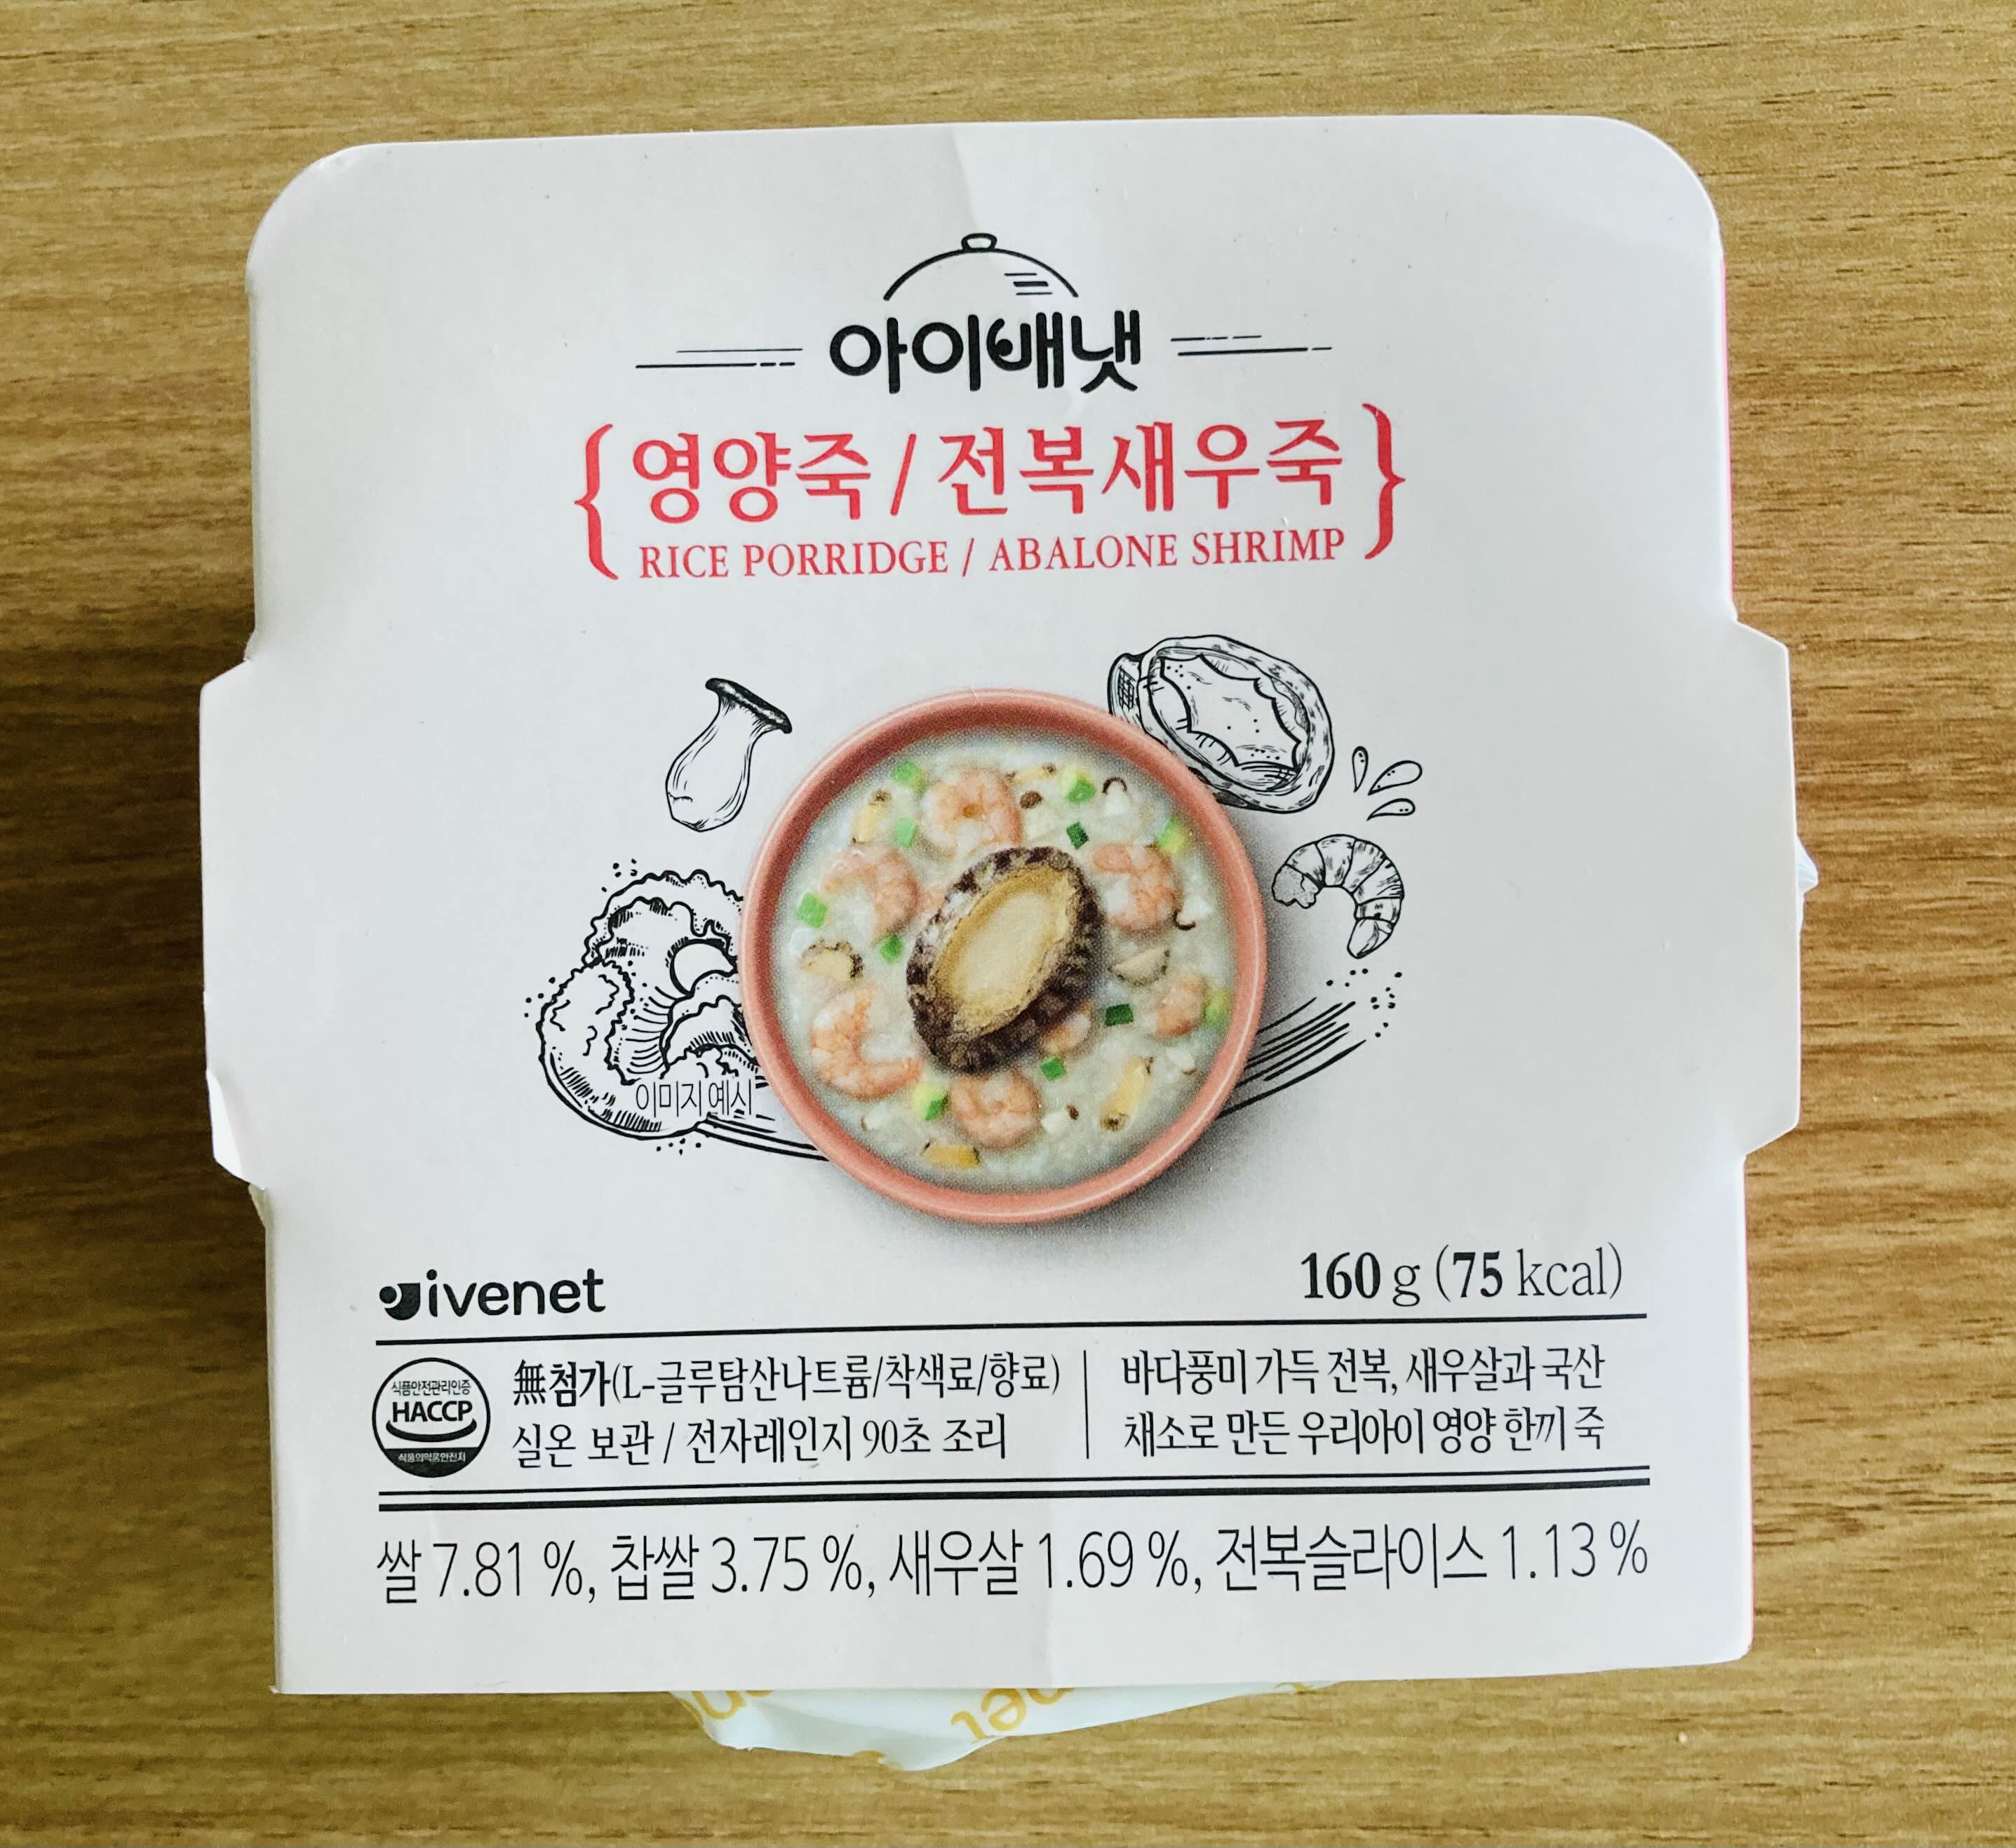 아이배냇
{영양죽/전복새우죽}
RICE PORRIDGE / ABALONE SHRIMP
이미지 예시
ivenet
160 g (75 kcal)
식품안전관리인증
HACCP
식품의약품안전처
無첨가(L-글루탐산나트륨/착색료/향료)
실온 보관 / 전자레인지 90초 조리
바다풍미 가득 전복, 새우살과 국산
채소로 만든 우리아이 영양 한끼 죽
쌀 7.81 %, 찹쌀 3.75 %, 새우살 1.69 %, 전복슬라이스 1.13 %